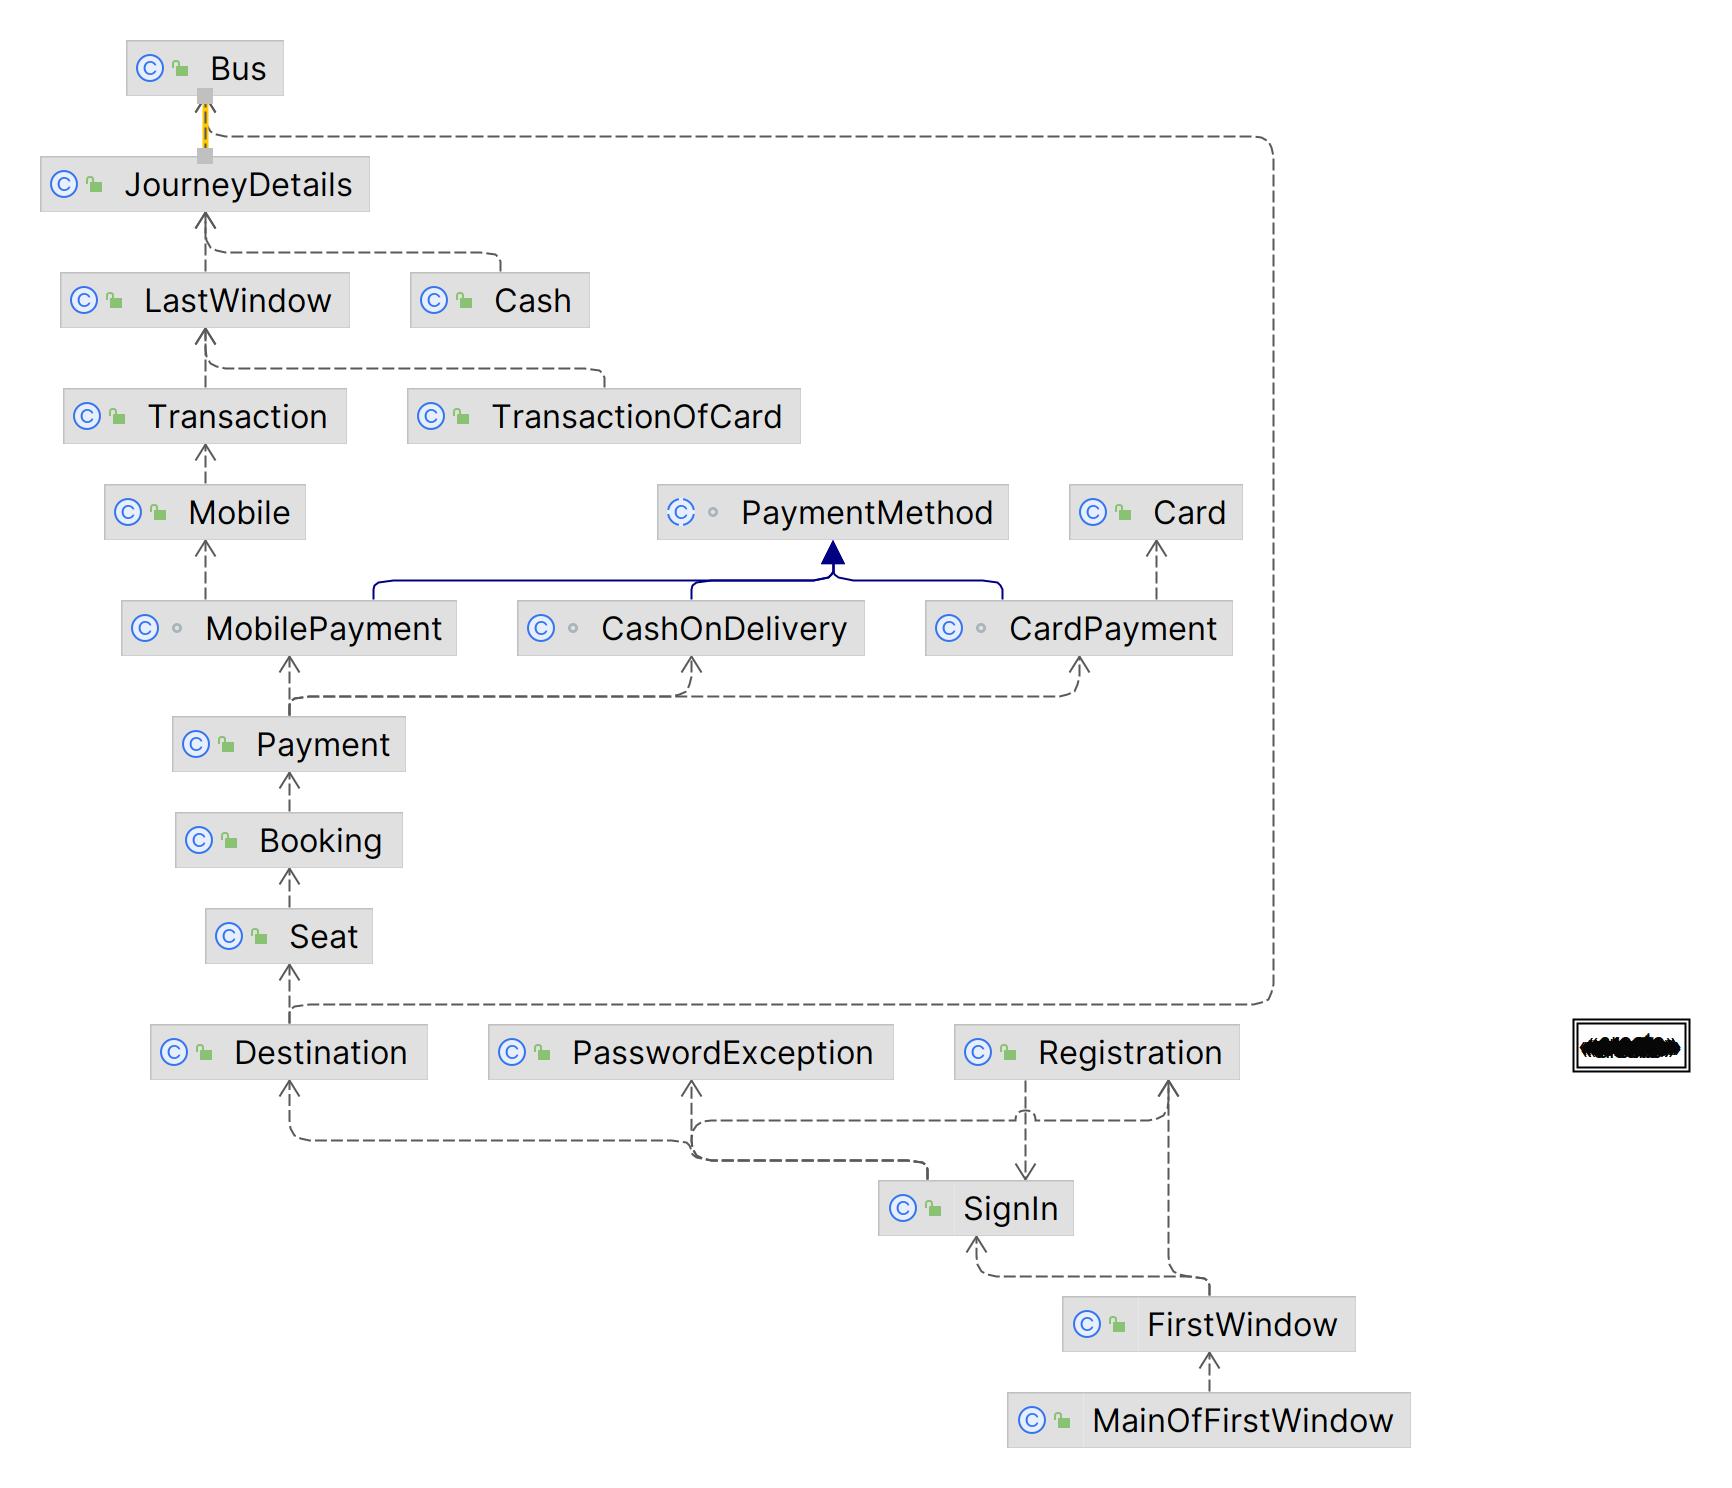 Bus
JourneyDetails
LastWindow
Cash
Transaction
TransactionOfCard
Mobile
PaymentMethod
Card
MobilePayment
CashOnDelivery
CardPayment
Payment
Booking
Seat
Destination
PasswordException
Registration
SignIn
FirstWindow
MainOfFirstWindow